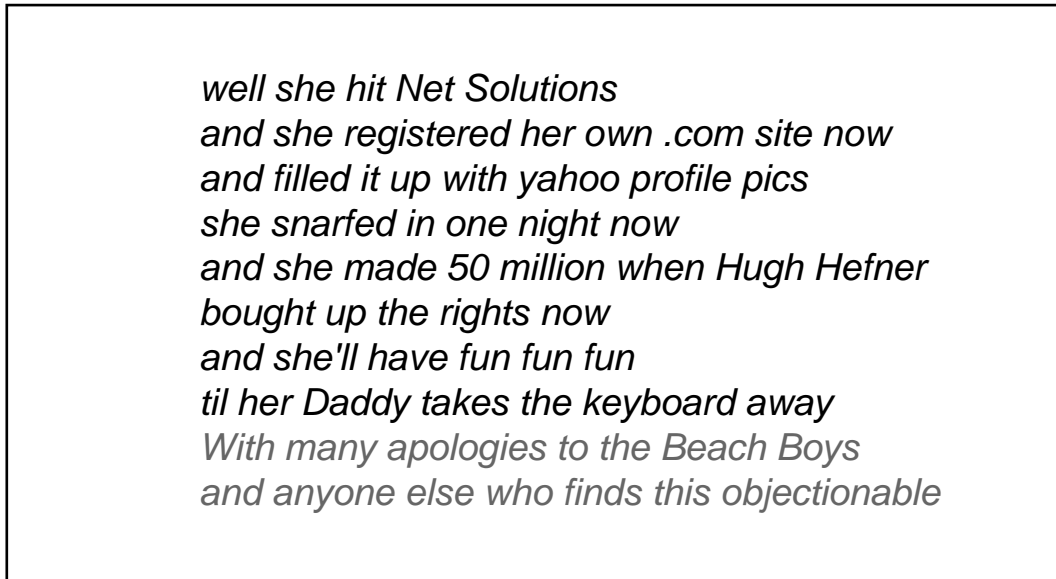 well she hit Net Solutions
and she registered her own .com site now
and filled it up with yahoo profile pics
she snarfed in one night now
and she made 50 million when Hugh Hefner
bought up the rights now
and she'll have fun fun fun
til her Daddy takes the keyboard away
With many apologies to the Beach Boys
and anyone else who finds this objectionable